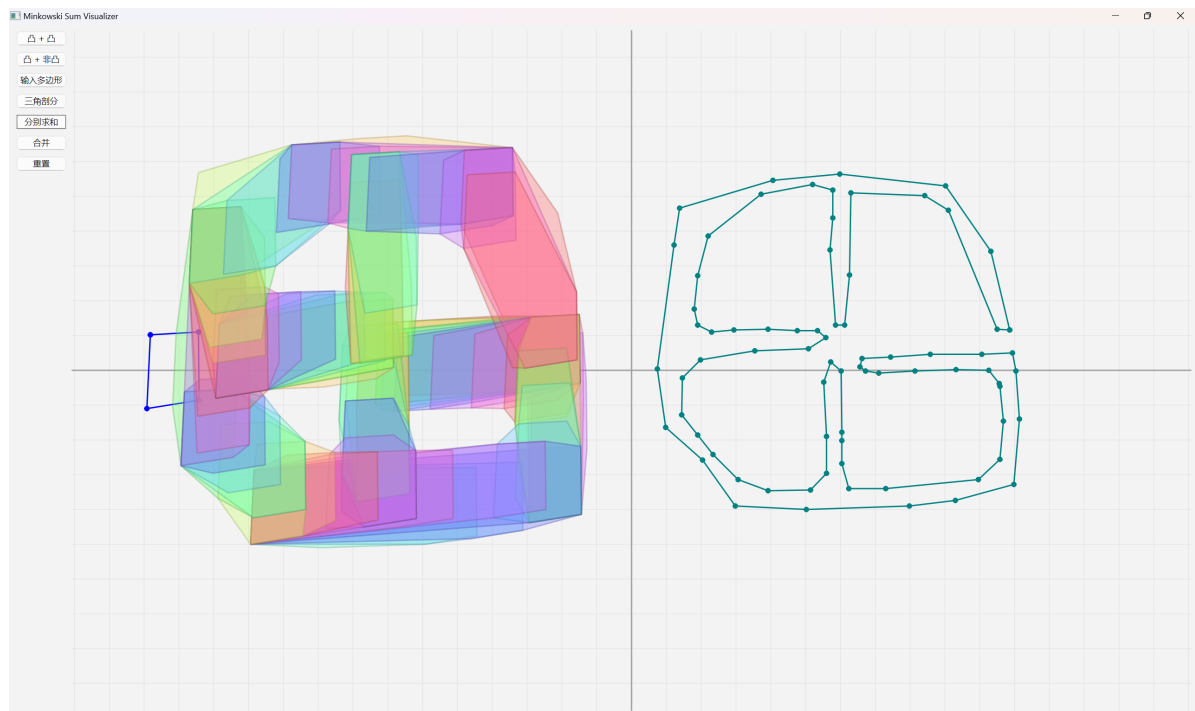 Minkowski Sum Visualizer
凸 + 凸
凸 + 非凸
输入多边形
三角剖分
分别求和
合并
重置